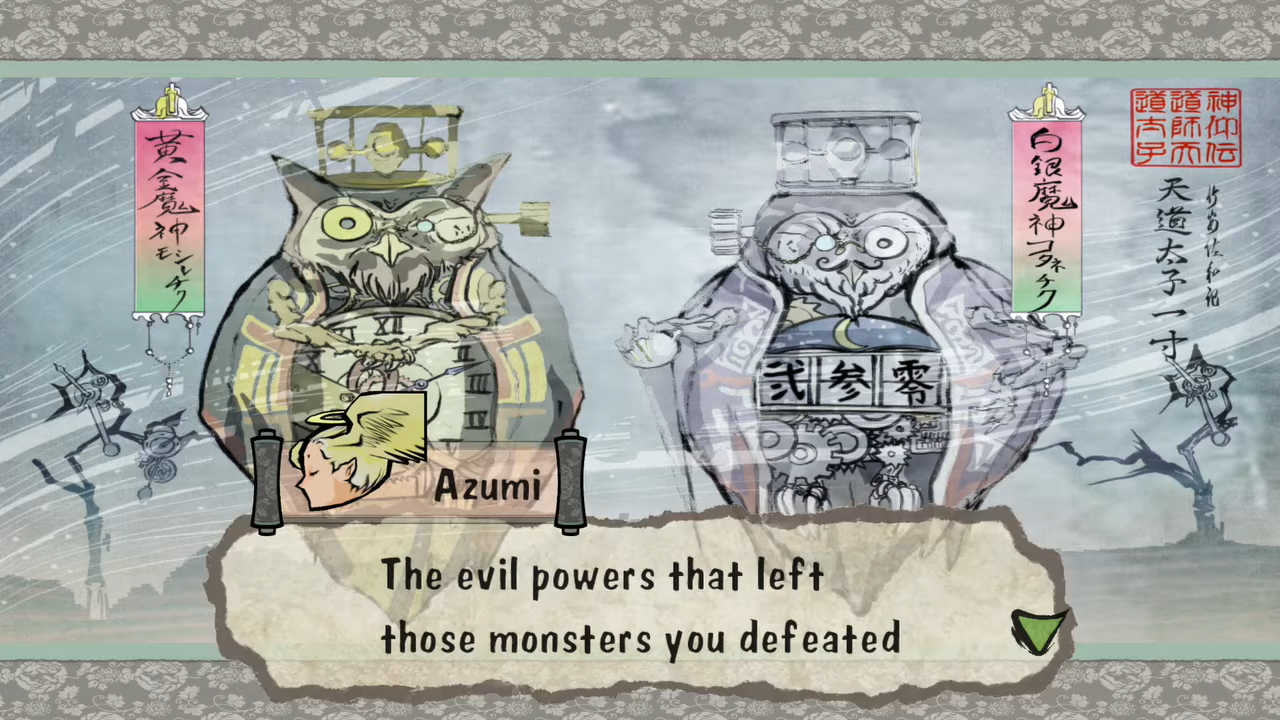 黄金魔神
モシレチク
白銀魔神
コタネチク
神仰伝
道師天
道太子
天道太子一寸
XII
II
III
IV
弐参零
Azumi
The evil powers that left
those monsters you defeated